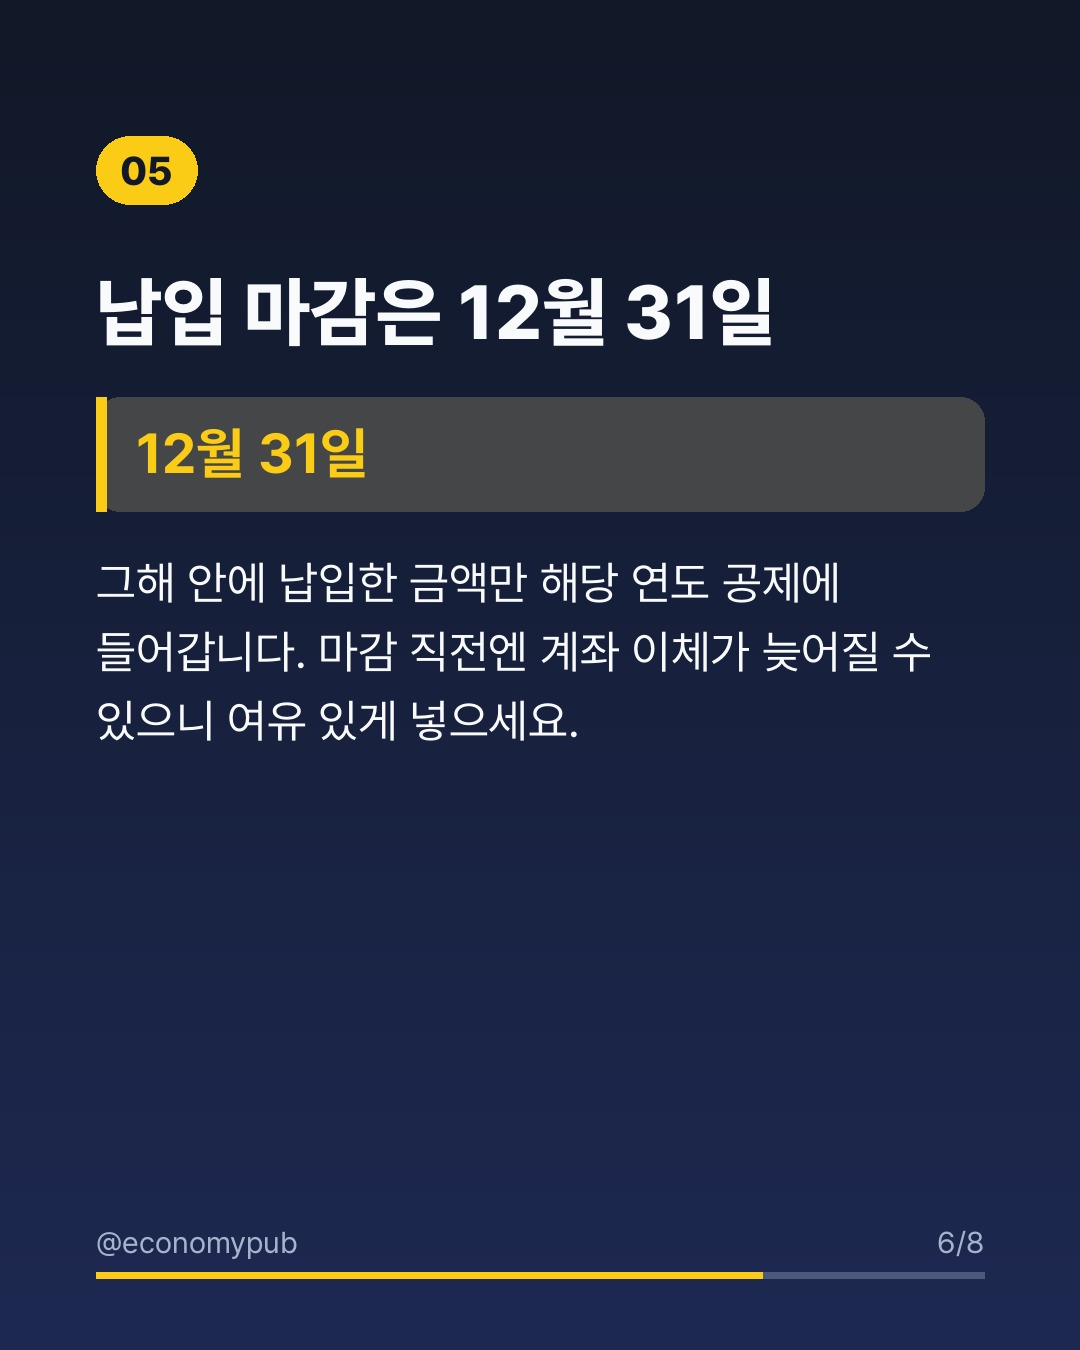 05
납입 마감은 12월 31일
12월 31일
그해 안에 납입한 금액만 해당 연도 공제에
들어갑니다. 마감 직전엔 계좌 이체가 늦어질 수
있으니 여유 있게 넣으세요.
@economypub
6/8